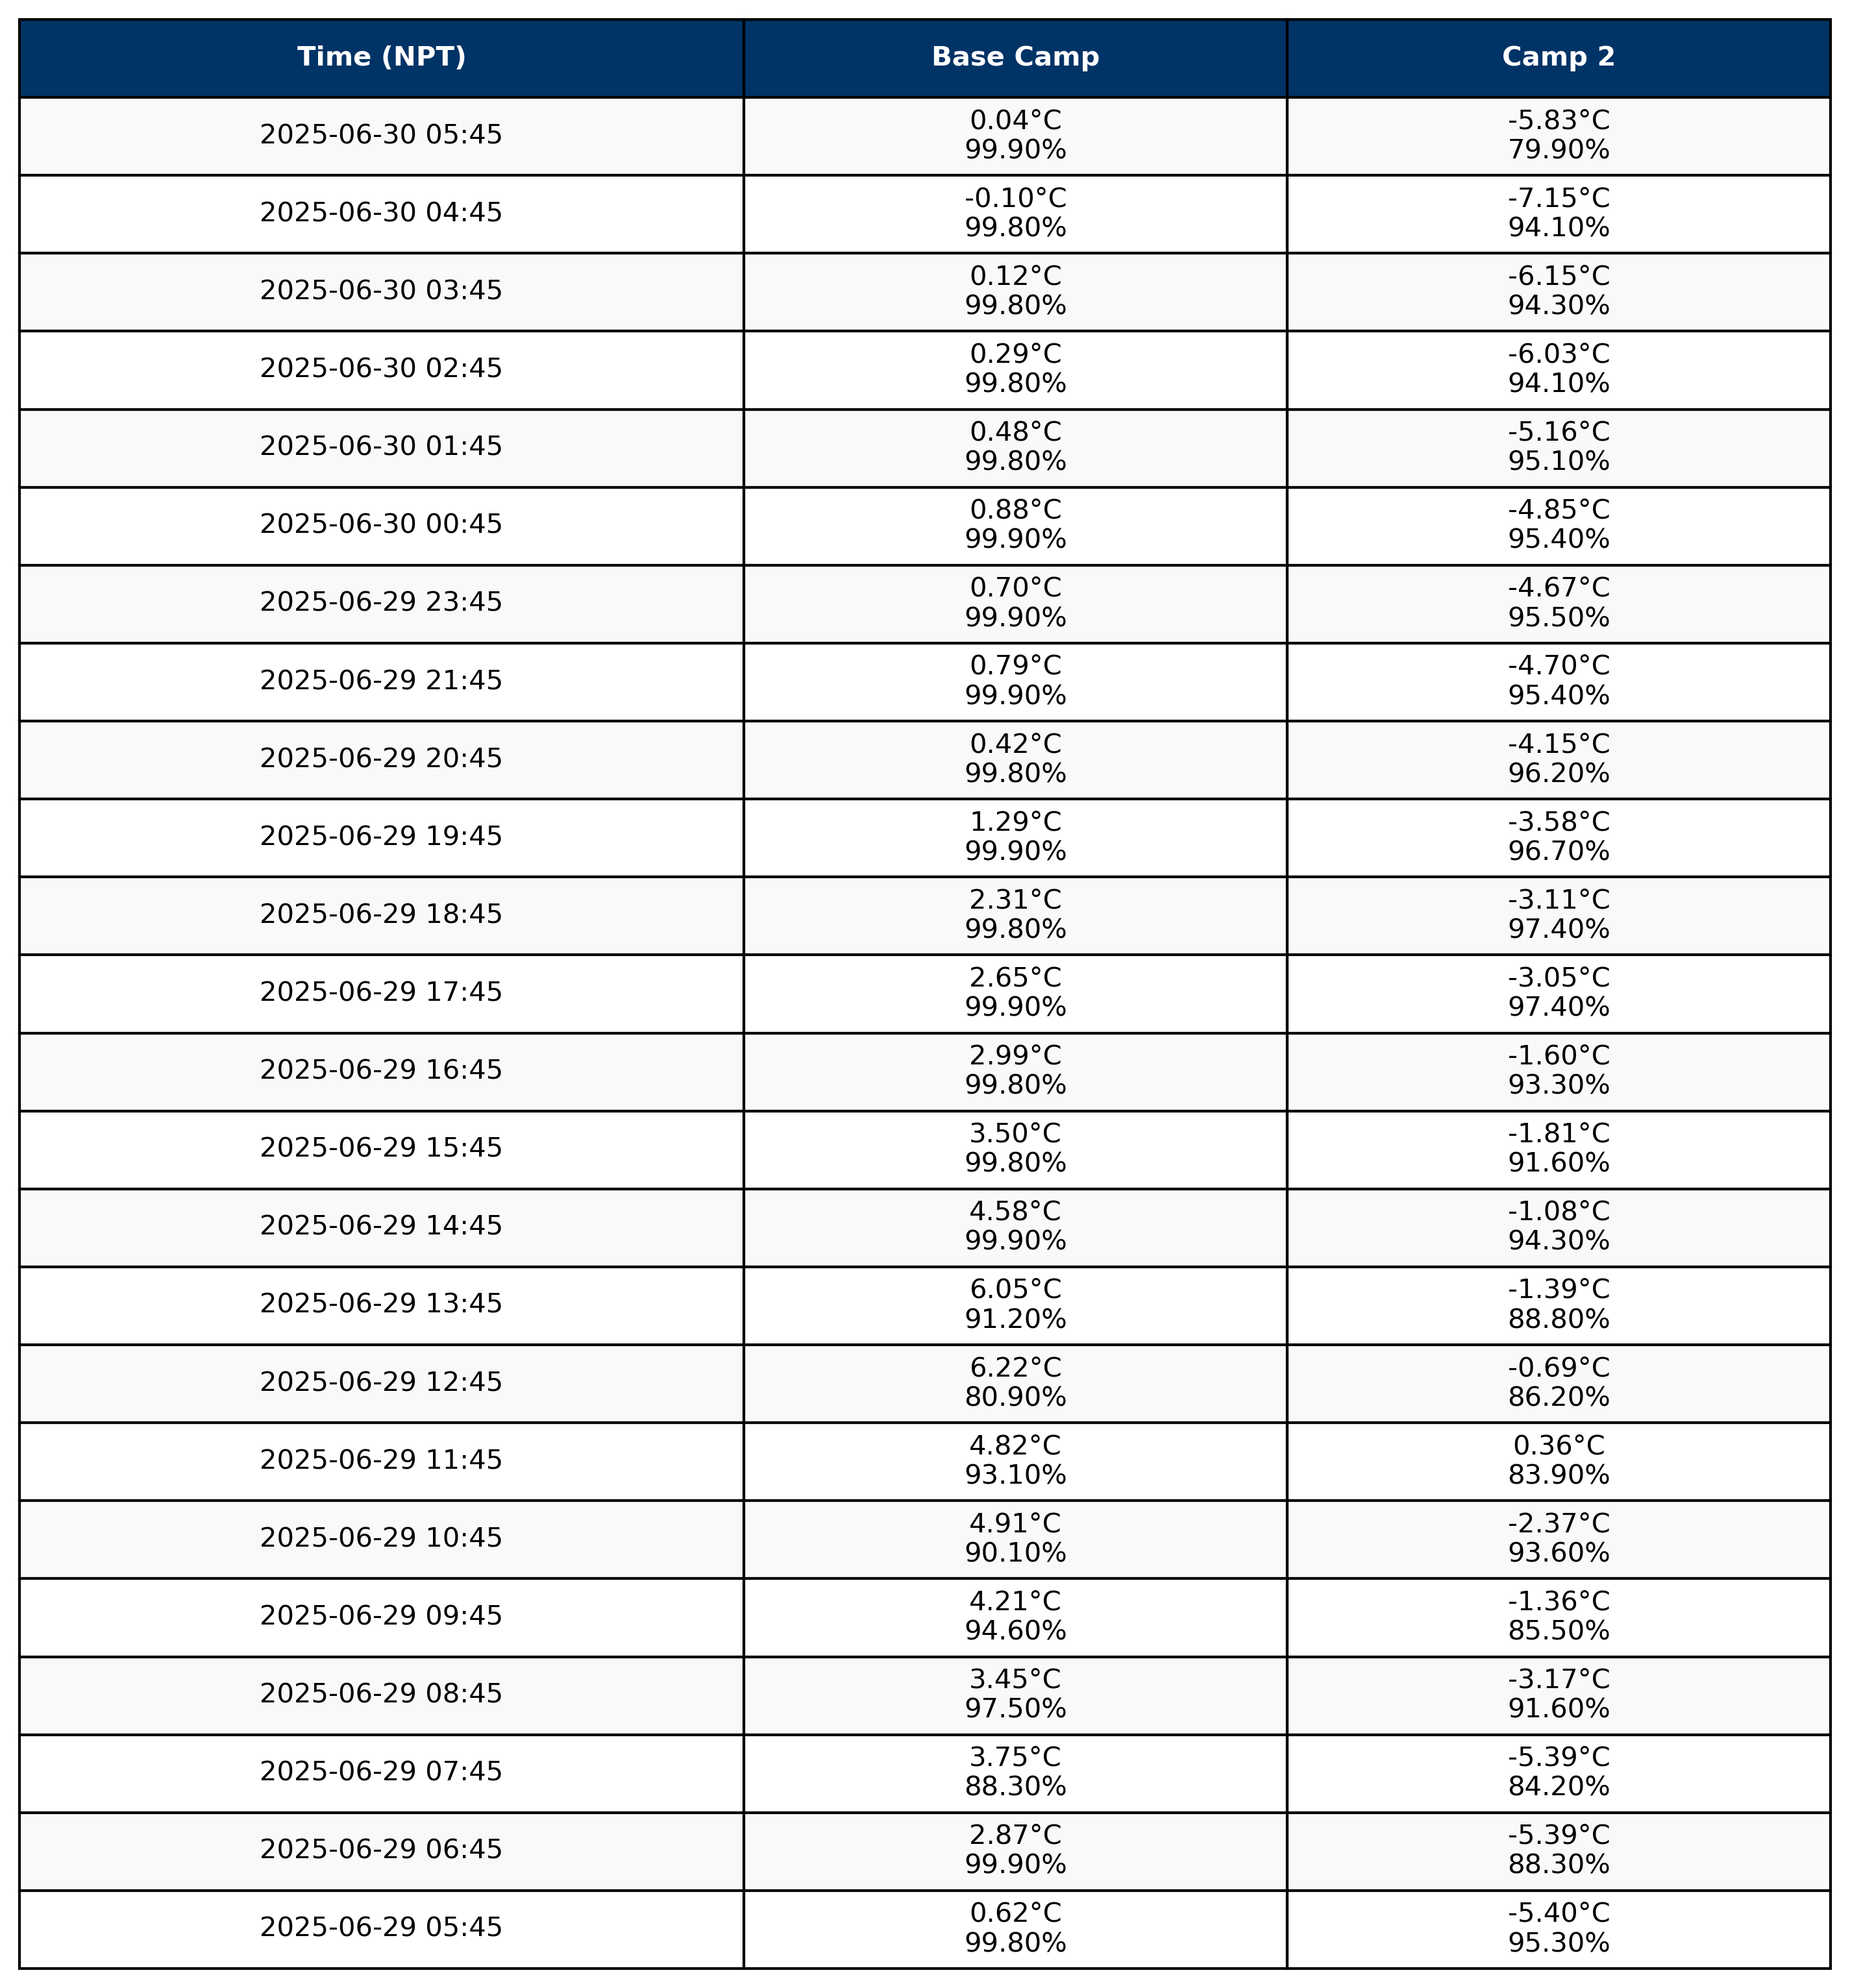 Time (NPT) Base Camp Camp 2
2025-06-30 05:45
0.04°C
99.90%
-5.83°C
79.90%
2025-06-30 04:45
-0.10°C
99.80%
-7.15°C
94.10%
2025-06-30 03:45
0.12°C
99.80%
-6.15°C
94.30%
2025-06-30 02:45
0.29°C
99.80%
-6.03°C
94.10%
2025-06-30 01:45
0.48°C
99.80%
-5.16°C
95.10%
2025-06-30 00:45
0.88°C
99.90%
-4.85°C
95.40%
2025-06-29 23:45
0.70°C
99.90%
-4.67°C
95.50%
2025-06-29 21:45
0.79°C
99.90%
-4.70°C
95.40%
2025-06-29 20:45
0.42°C
99.80%
-4.15°C
96.20%
2025-06-29 19:45
1.29°C
99.90%
-3.58°C
96.70%
2025-06-29 18:45
2.31°C
99.80%
-3.11°C
97.40%
2025-06-29 17:45
2.65°C
99.90%
-3.05°C
97.40%
2025-06-29 16:45
2.99°C
99.80%
-1.60°C
93.30%
2025-06-29 15:45
3.50°C
99.80%
-1.81°C
91.60%
2025-06-29 14:45
4.58°C
99.90%
-1.08°C
94.30%
2025-06-29 13:45
6.05°C
91.20%
-1.39°C
88.80%
2025-06-29 12:45
6.22°C
80.90%
-0.69°C
86.20%
2025-06-29 11:45
4.82°C
93.10%
0.36°C
83.90%
2025-06-29 10:45
4.91°C
90.10%
-2.37°C
93.60%
2025-06-29 09:45
4.21°C
94.60%
-1.36°C
85.50%
2025-06-29 08:45
3.45°C
97.50%
-3.17°C
91.60%
2025-06-29 07:45
3.75°C
88.30%
-5.39°C
84.20%
2025-06-29 06:45
2.87°C
99.90%
-5.39°C
88.30%
2025-06-29 05:45
0.62°C
99.80%
-5.40°C
95.30%